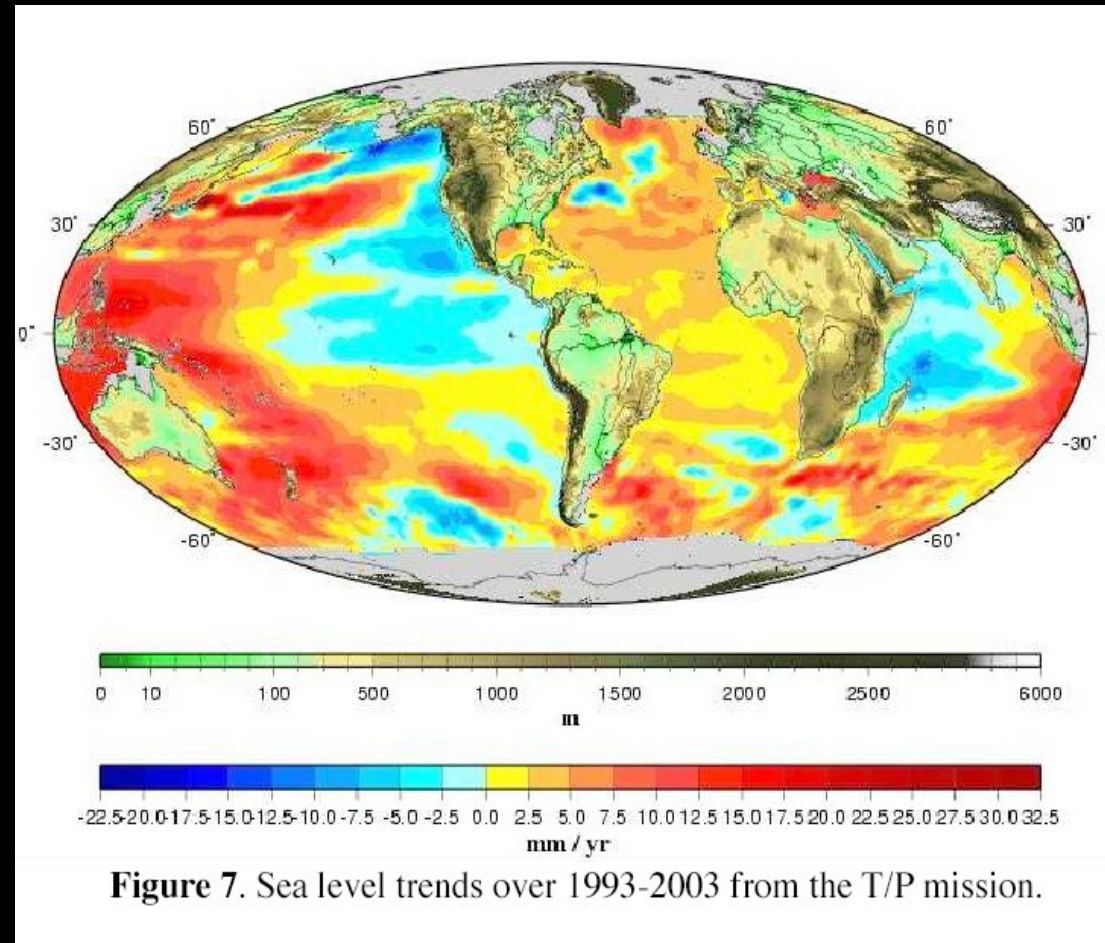 60° 60°
30° 30°
0° 0°
-30° -30°
-60° -60°
0 10 100 500 1000 1500 2000 2500 6000
m
-22.5 -20.0 -17.5 -15.0 -12.5 -10.0 -7.5 -5.0 -2.5 0.0 2.5 5.0 7.5 10.0 12.5 15.0 17.5 20.0 22.5 25.0 27.5 30.0 32.5
mm / yr
Figure 7. Sea level trends over 1993-2003 from the T/P mission.